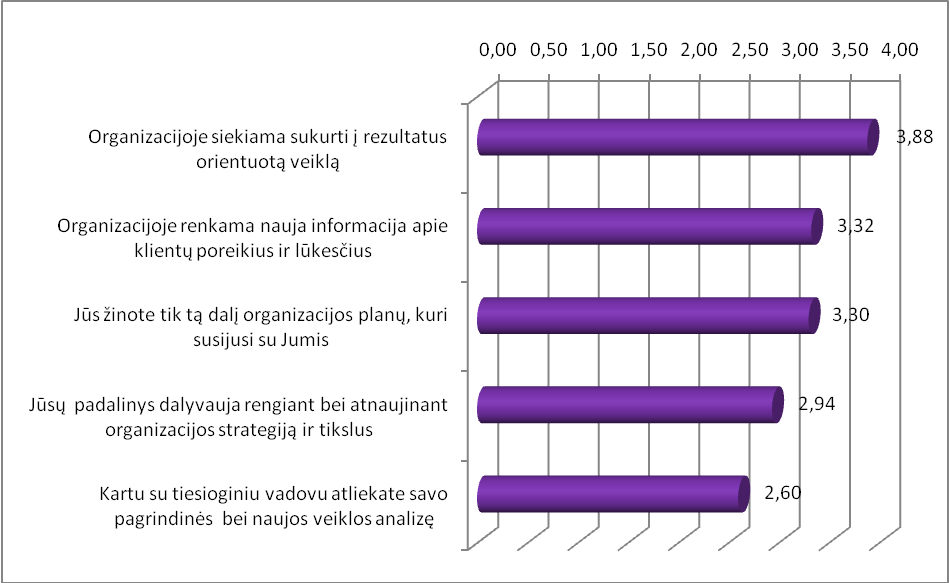 0,00 0,50 1,00 1,50 2,00 2,50 3,00 3,50 4,00
Organizacijoje siekiama sukurti į rezultatus
orientuotą veiklą
3,88
Organizacijoje renkama nauja informacija apie
klientų poreikius ir lūkesčius
3,32
Jūs žinote tik tą dalį organizacijos planų, kuri
susijusi su Jumis
3,30
Jūsų padalinys dalyvauja rengiant bei atnaujinant
organizacijos strategiją ir tikslus
2,94
Kartu su tiesioginiu vadovu atliekate savo
pagrindinės bei naujos veiklos analizę
2,60